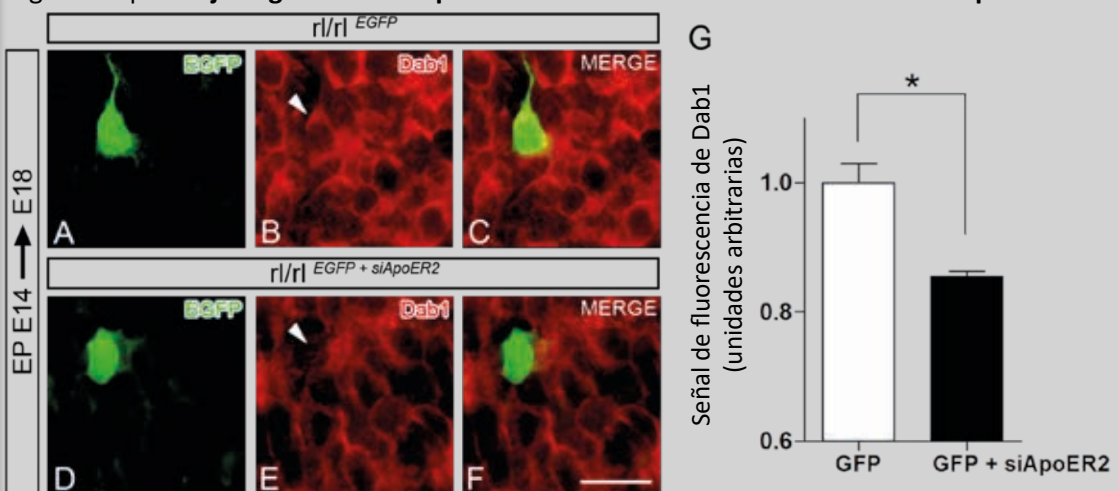 rl/rl EGFP
EP E14 → E18
EGFP
Dab1
MERGE
A
B
C
rl/rl EGFP + siApoER2
EGFP
Dab1
MERGE
D
E
F
G
Señal de fluorescencia de Dab1
(unidades arbitrarias)
*
1.0
0.8
0.6
GFP
GFP + siApoER2